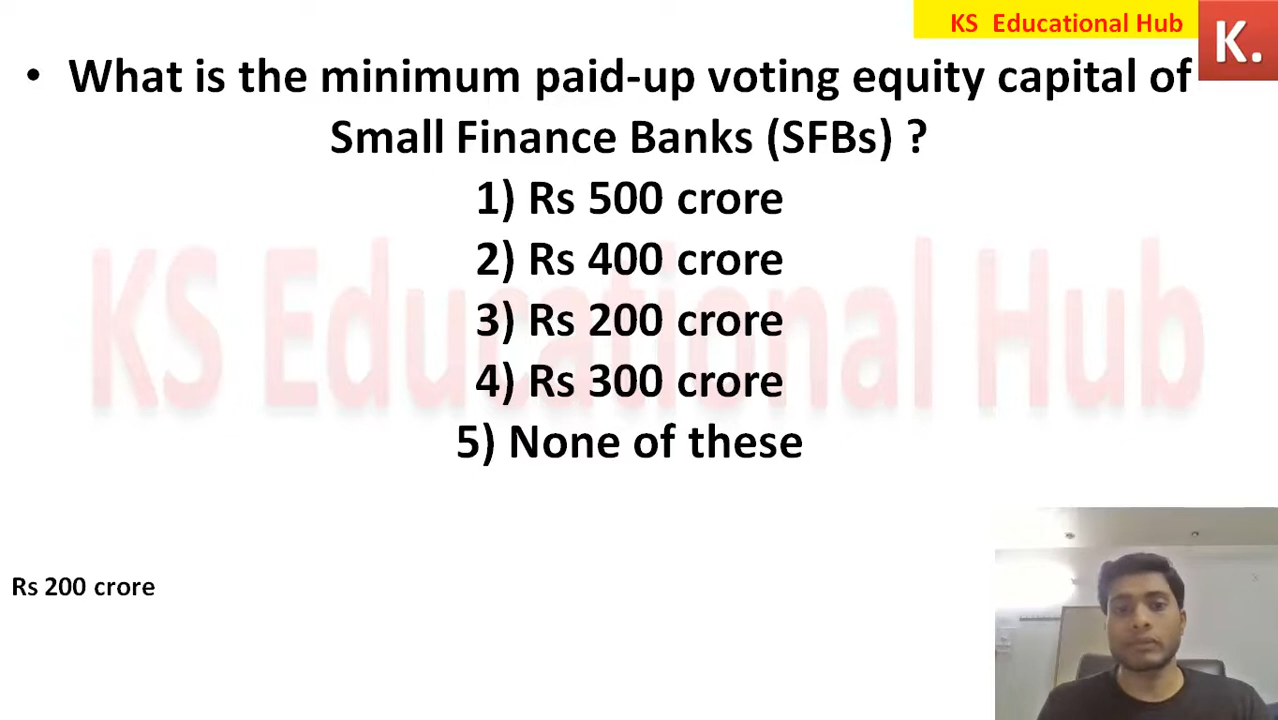 KS Educational Hub
K.
• What is the minimum paid-up voting equity capital of
Small Finance Banks (SFBs) ?
1) Rs 500 crore
2) Rs 400 crore
3) Rs 200 crore
4) Rs 300 crore
5) None of these
KS Educational Hub
Rs 200 crore